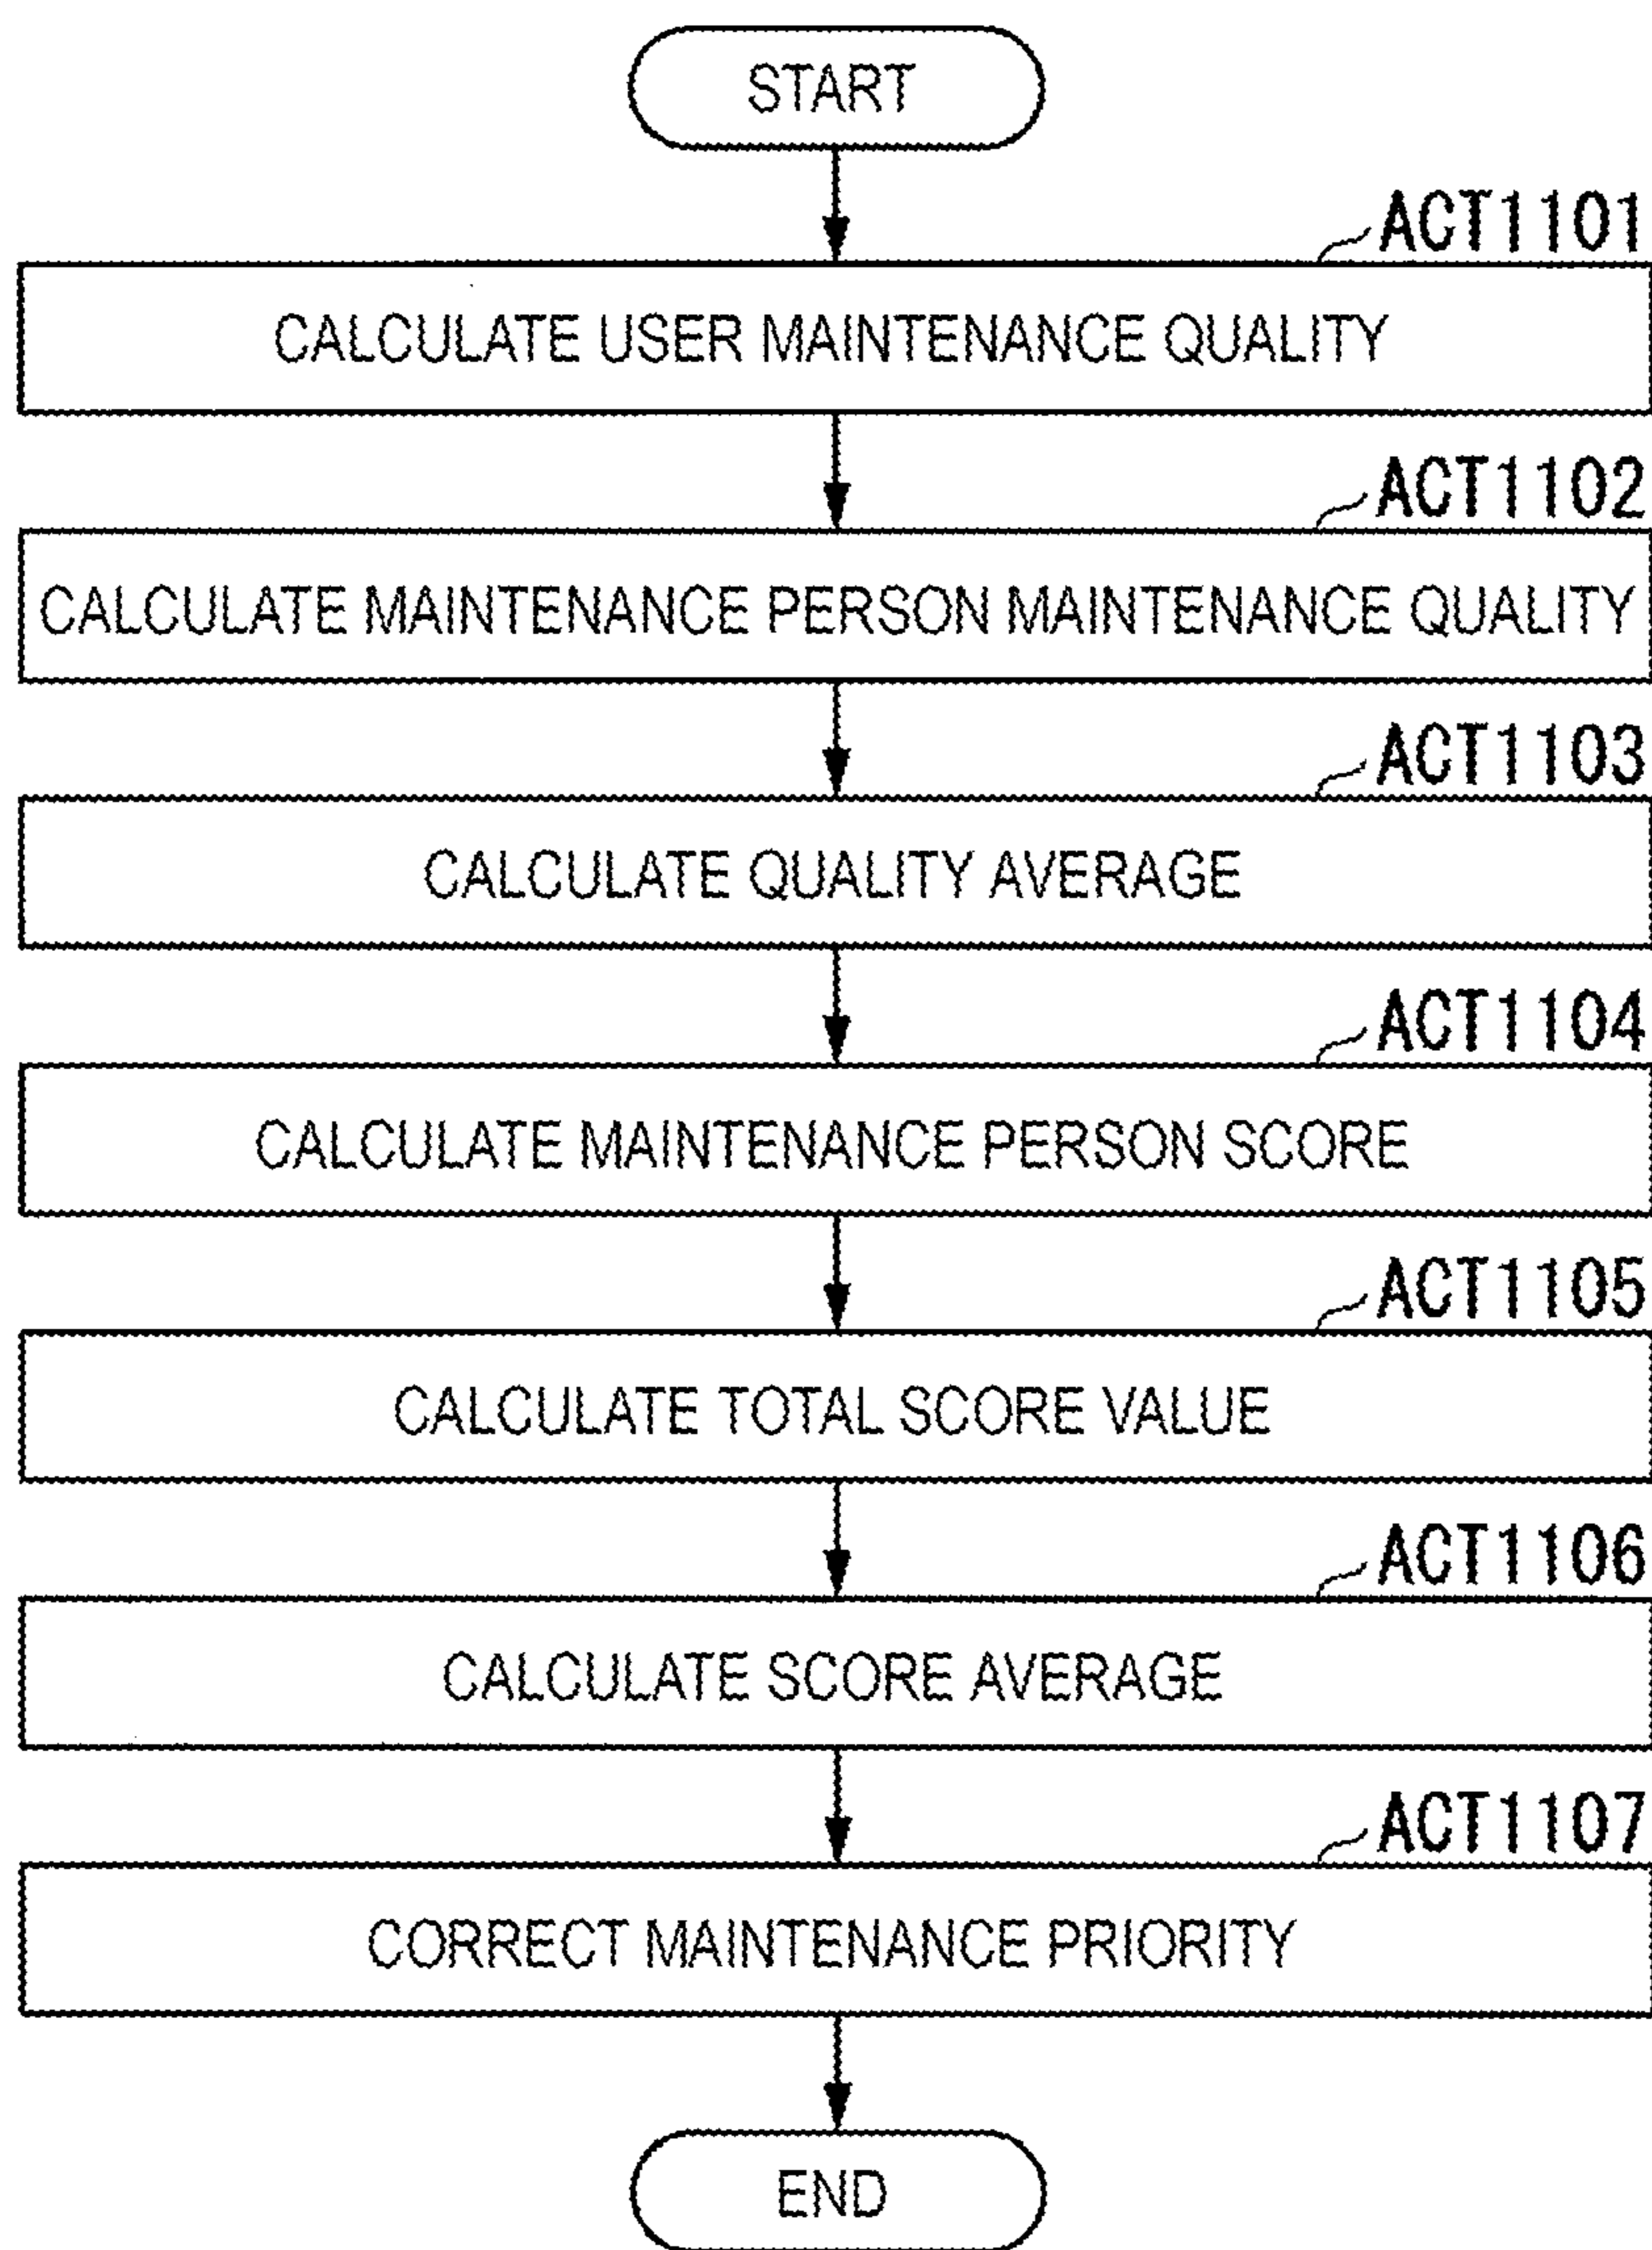 START
ACT1101
CALCULATE USER MAINTENANCE QUALITY
ACT1102
CALCULATE MAINTENANCE PERSON MAINTENANCE QUALITY
ACT1103
CALCULATE QUALITY AVERAGE
ACT1104
CALCULATE MAINTENANCE PERSON SCORE
ACT1105
CALCULATE TOTAL SCORE VALUE
ACT1106
CALCULATE SCORE AVERAGE
ACT1107
CORRECT MAINTENANCE PRIORITY
END